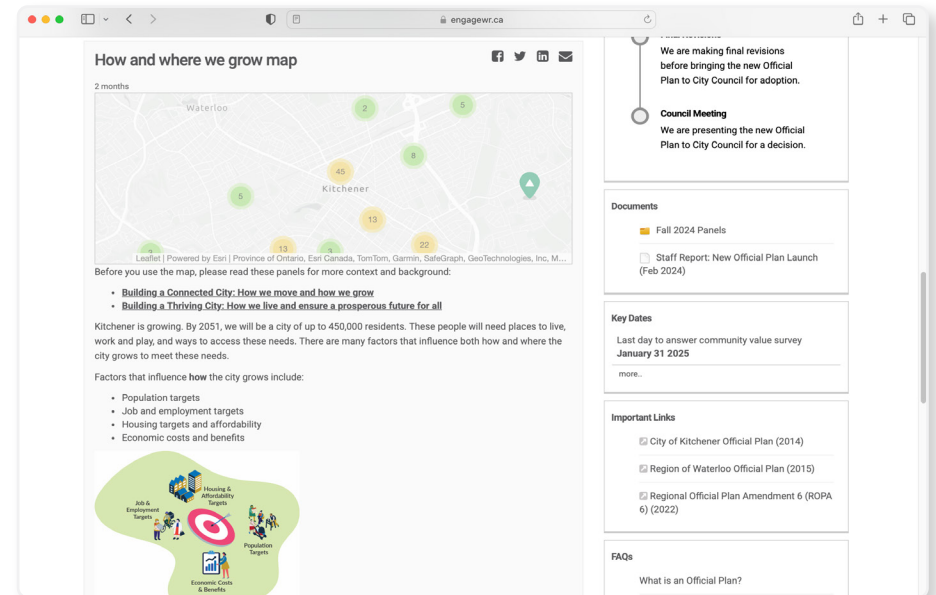 engagewr.ca
How and where we grow map
2 months
Waterloo
2
5
8
45
Kitchener
5
13
13
3
22
Leaflet | Powered by Esri | Province of Ontario, Esri Canada, TomTom, Garmin, SafeGraph, GeoTechnologies, Inc, M...
Before you use the map, please read these panels for more context and background:
• Building a Connected City: How we move and how we grow
• Building a Thriving City: How we live and ensure a prosperous future for all
Kitchener is growing. By 2051, we will be a city of up to 450,000 residents. These people will need places to live,
work and play, and ways to access these needs. There are many factors that influence both how and where the
city grows to meet these needs.
Factors that influence how the city grows include:
• Population targets
• Job and employment targets
• Housing targets and affordability
• Economic costs and benefits
Housing &
Affordability
Targets
Job &
Employment
Targets
Population
Targets
Economic Costs
& Benefits
Final Revisions
We are making final revisions
before bringing the new Official
Plan to City Council for adoption.
Council Meeting
We are presenting the new Official
Plan to City Council for a decision.
Documents
Fall 2024 Panels
Staff Report: New Official Plan Launch
(Feb 2024)
Key Dates
Last day to answer community value survey
January 31 2025
more..
Important Links
City of Kitchener Official Plan (2014)
Region of Waterloo Official Plan (2015)
Regional Official Plan Amendment 6 (ROPA
6) (2022)
FAQs
What is an Official Plan?